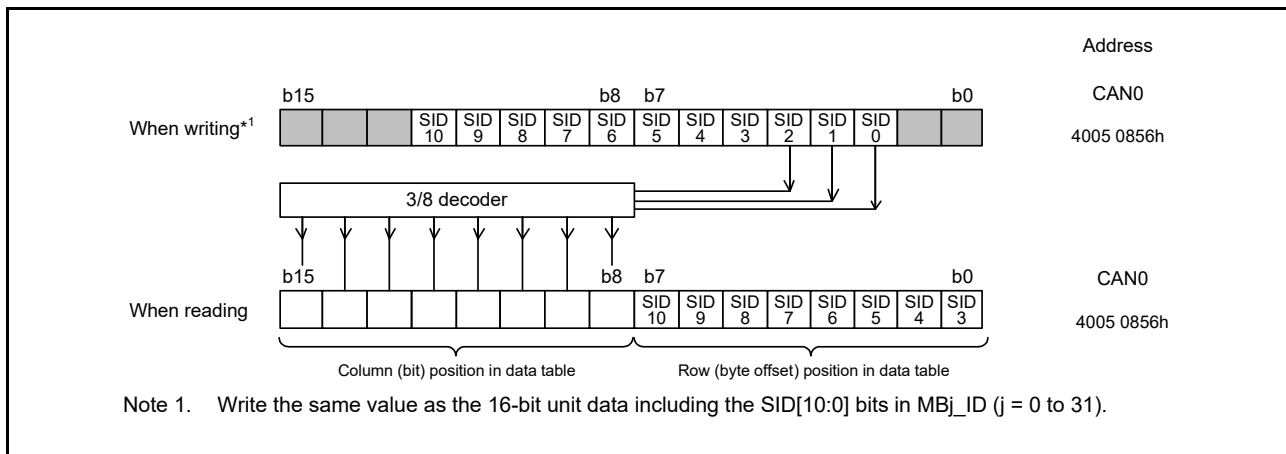 Address
b15 b8 b7 b0 CAN0
When writing*1 SID 10 SID 9 SID 8 SID 7 SID 6 SID 5 SID 4 SID 3 SID 2 SID 1 SID 0 4005 0856h
3/8 decoder
b15 b8 b7 b0 CAN0
When reading SID 10 SID 9 SID 8 SID 7 SID 6 SID 5 SID 4 SID 3 4005 0856h
Column (bit) position in data table Row (byte offset) position in data table
Note 1. Write the same value as the 16-bit unit data including the SID[10:0] bits in MBj_ID (j = 0 to 31).